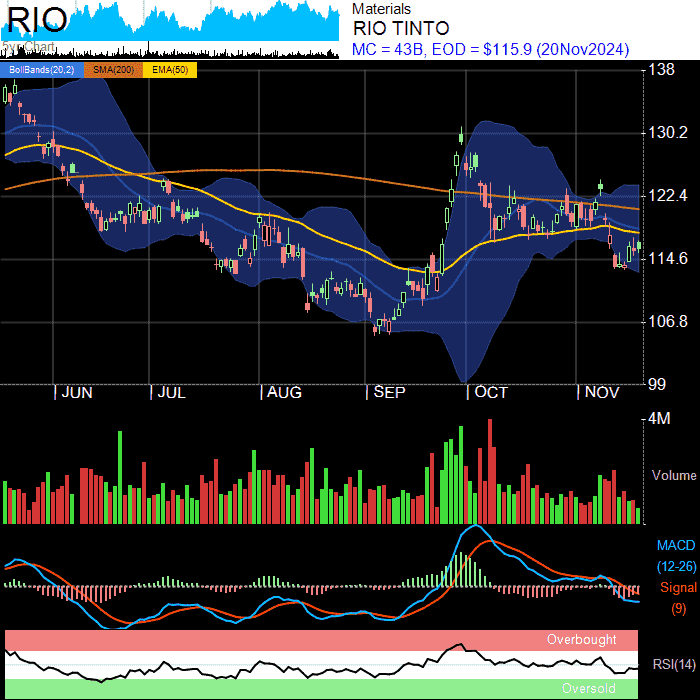 RIO
Materials
RIO TINTO
MC = 43B, EOD = $115.9 (20Nov2024)
5yr Chart
BollBands(20,2) SMA(200) EMA(50)
138
130.2
122.4
114.6
106.8
99
| JUN | JUL | AUG | SEP | OCT | NOV
4M
Volume
MACD
(12-26)
Signal
(9)
Overbought
RSI(14)
Oversold